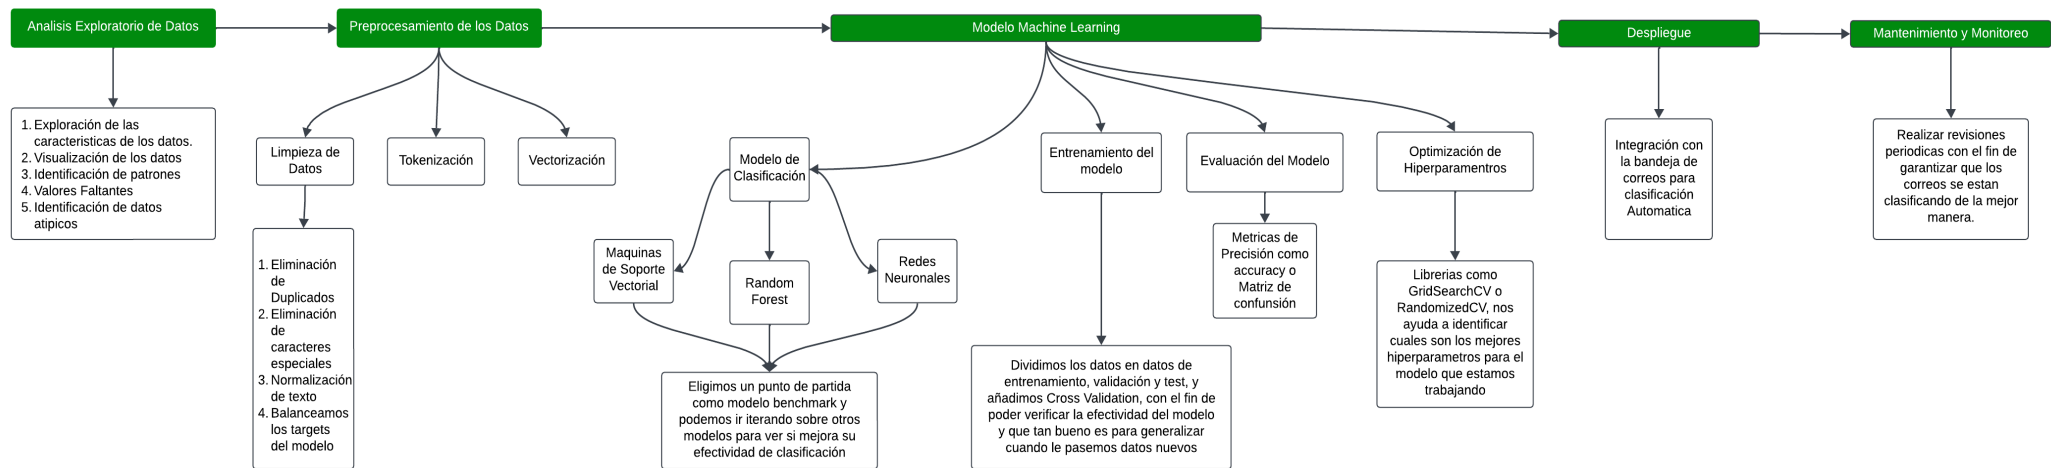 Analisis Exploratorio de Datos
Preprocesamiento de los Datos
Modelo Machine Learning
Despliegue
Mantenimiento y Monitoreo
1. Exploración de las
caracteristicas de los datos.
2. Visualización de los datos
3. Identificación de patrones
4. Valores Faltantes
5. Identificación de datos
atipicos
Limpieza de
Datos
Tokenización
Vectorización
1. Eliminación
de
Duplicados
2. Eliminación
de
caracteres
especiales
3. Normalización
de texto
4. Balanceamos
los targets
del modelo
Modelo de
Clasificación
Maquinas
de Soporte
Vectorial
Random
Forest
Redes
Neuronales
Eligimos un punto de partida
como modelo benchmark y
podemos ir iterando sobre otros
modelos para ver si mejora su
efectividad de clasificación
Entrenamiento del
modelo
Dividimos los datos en datos de
entrenamiento, validación y test, y
añadimos Cross Validation, con el fin de
poder verificar la efectividad del modelo
y que tan bueno es para generalizar
cuando le pasemos datos nuevos
Evaluación del Modelo
Metricas de
Precisión como
accuracy o
Matriz de
confunsión
Optimización de
Hiperparamentros
Librerias como
GridSearchCV o
RandomizedCV, nos
ayuda a identificar
cuales son los mejores
hiperparametros para el
modelo que estamos
trabajando
Integración con
la bandeja de
correos para
clasificación
Automatica
Realizar revisiones
periodicas con el fin de
garantizar que los
correos se estan
clasificando de la mejor
manera.